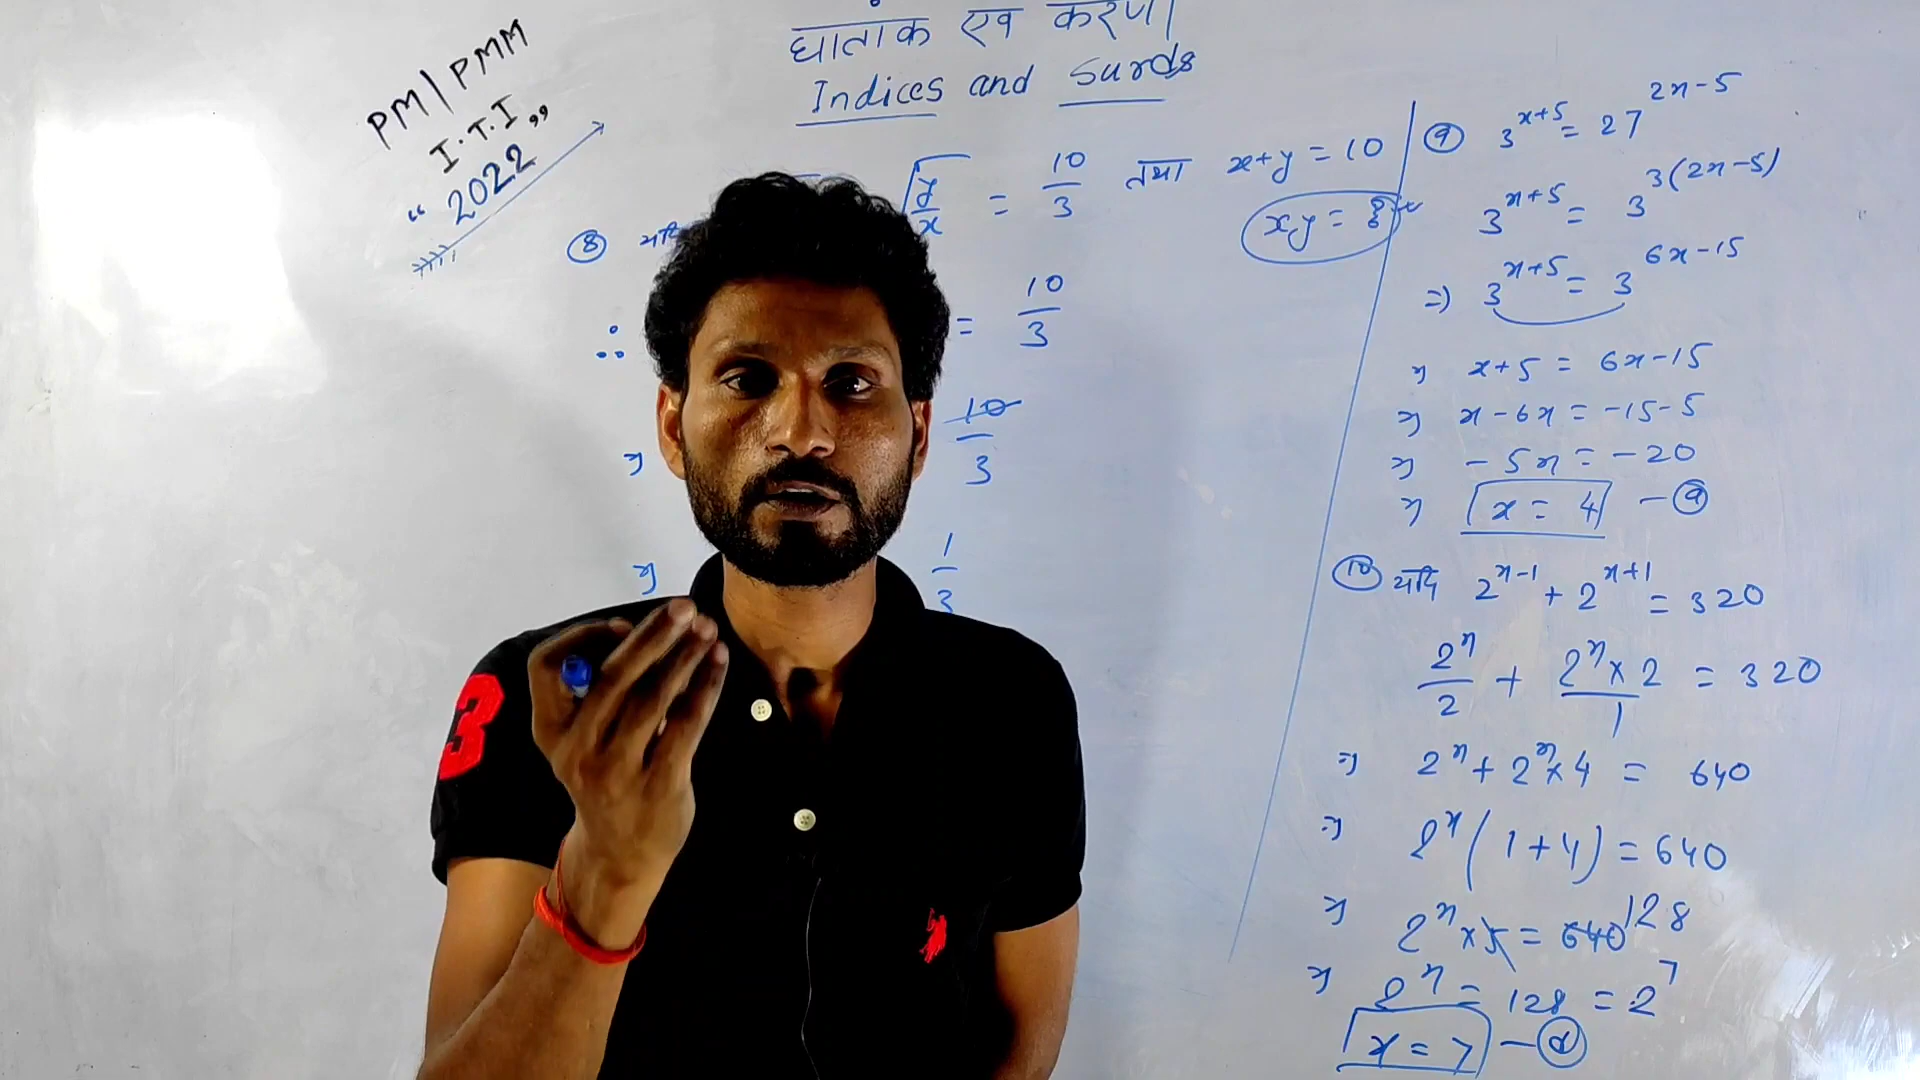 घातांक एवं करणी
Indices and Surds
PM/PMM
I.T.I,,
“ 2022
⑧ यदि √y/x = 10/3 तथा x+y = 10
xy = ?
∴ = 10/3
⇒ 10/3
⇒ 1/3
3
⑨ 3^(x+5) = 27^(2x-5)
3^(x+5) = 3^(3(2x-5))
⇒ 3^(x+5) = 3^(6x-15)
⇒ x+5 = 6x-15
⇒ x-6x = -15-5
⇒ -5x = -20
⇒ x = 4 - ⓐ
⑩ यदि 2^(x-1) + 2^(x+1) = 320
2^x/2 + 2^x×2/1 = 320
⇒ 2^x + 2^x×4 = 640
⇒ 2^x(1+4) = 640
⇒ 2^x×5 = 640 128
⇒ 2^x = 128 = 2^7
x = 7 - ⓓ